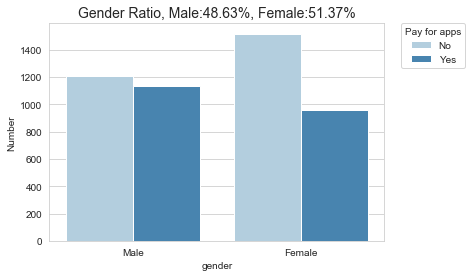 Gender Ratio, Male:48.63%, Female:51.37%
Pay for apps
No
Yes
1400
1200
1000
800
600
400
200
0
Number
Male
Female
gender